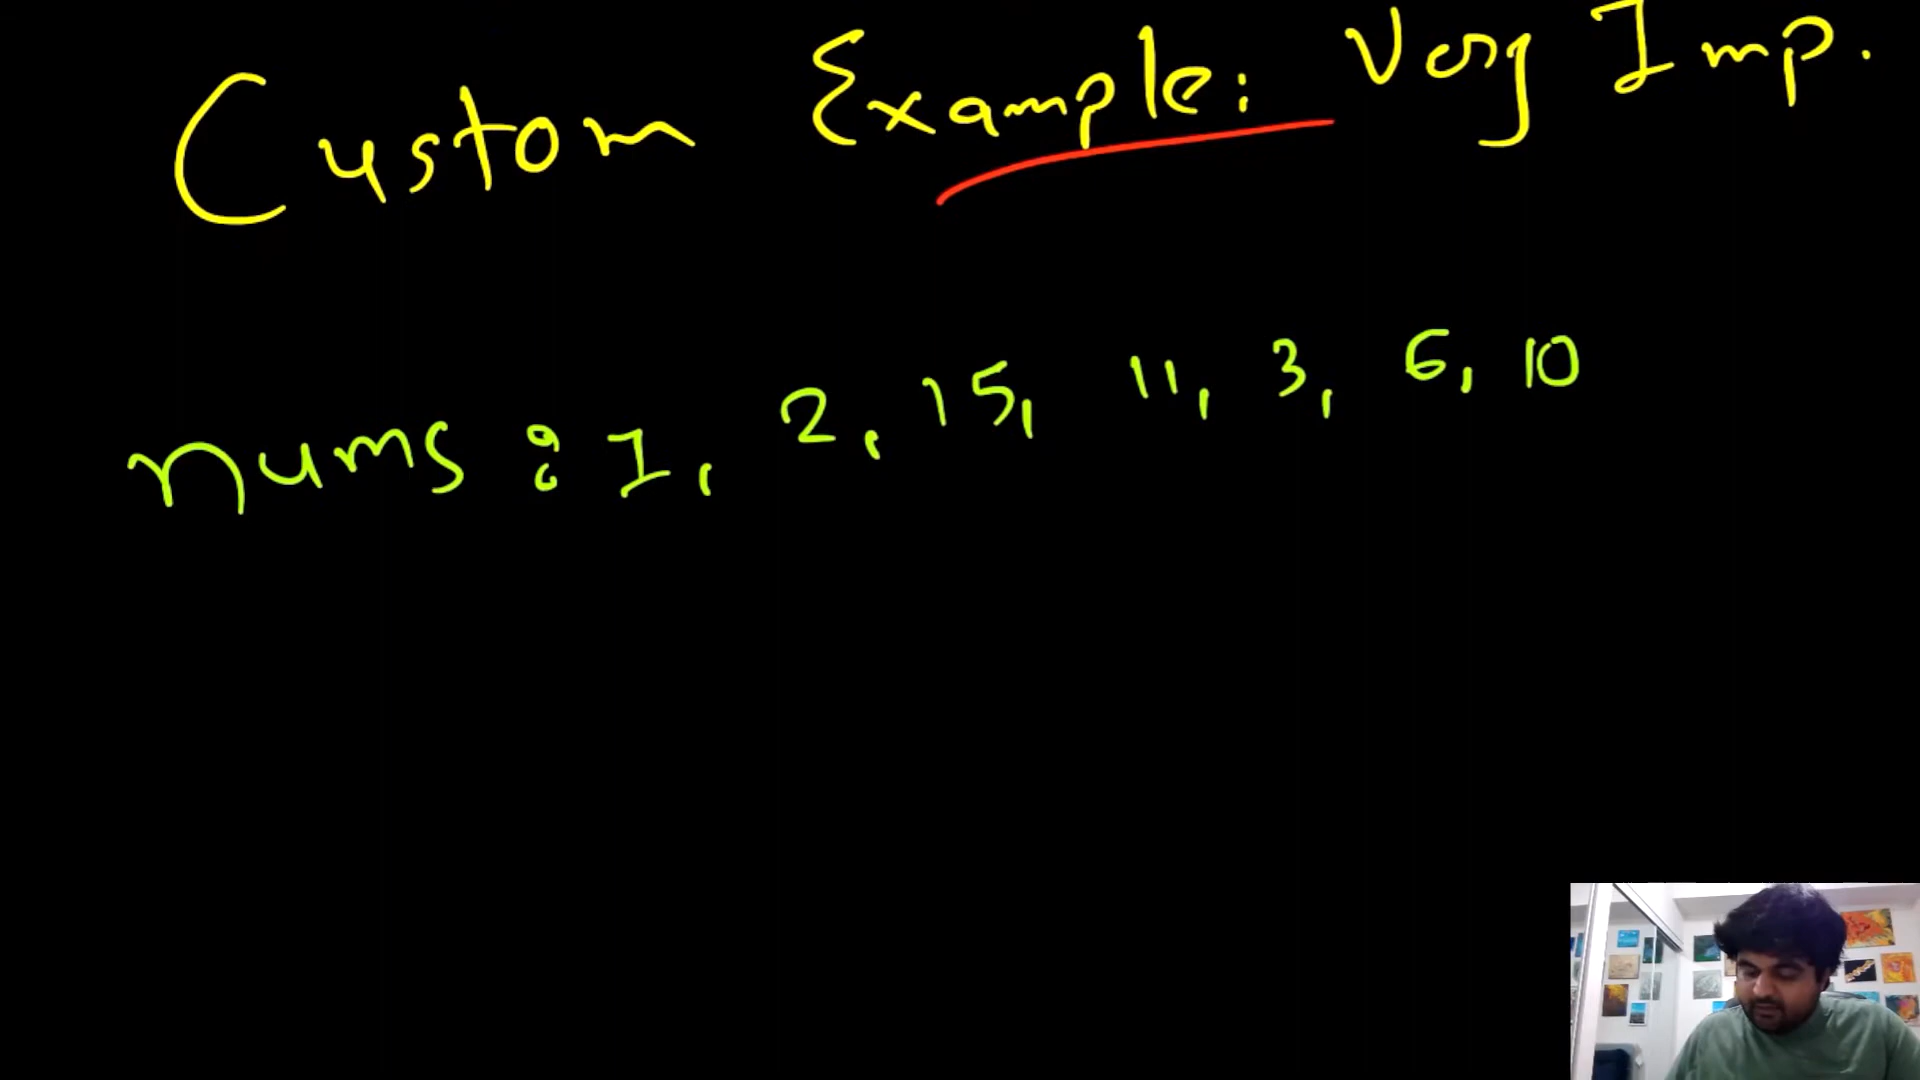 Custom Example: Very Imp.
nums : 1, 2, 15, 11, 3, 6, 10